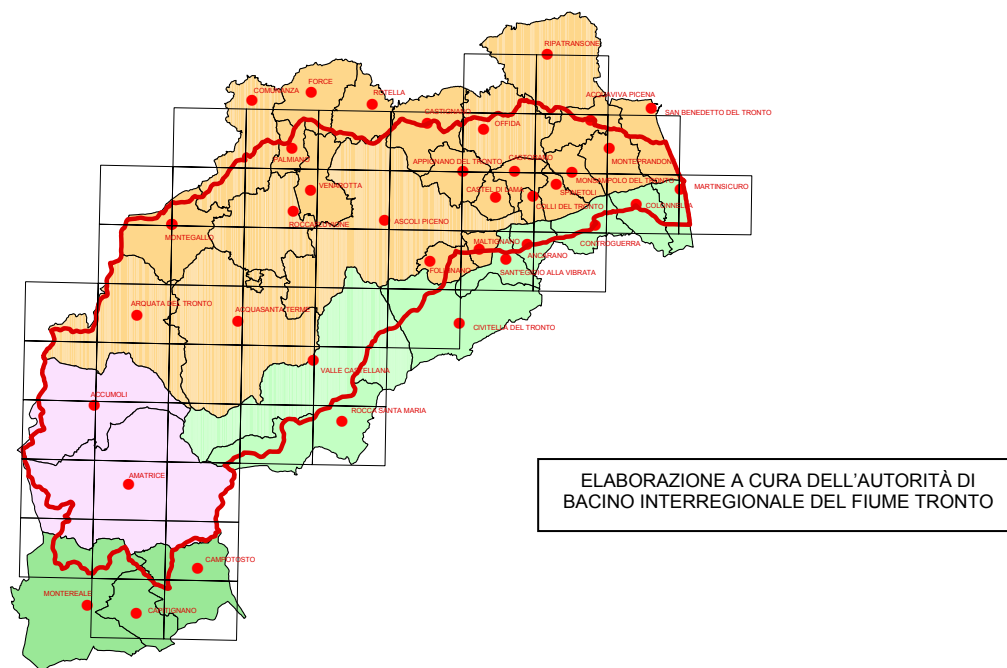 RIPATRANSONE
FORCE
COMUNANZA
ROTELLA
ACQUAVIVA PICENA
SAN BENEDETTO DEL TRONTO
CASTIGNANO
OFFIDA
PALMIANO
MONTEPRANDONE
APPIGNANO DEL TRONTO
CASTORANO
MONSAMPOLO DEL TRONTO
VENAROTTA
CASTEL DI LAMA
SPINETOLI
MARTINSICURO
COLLI DEL TRONTO
COLONNELLA
ROCCAFLUVIONE
ASCOLI PICENO
MONTEGALLO
MALTIGNANO
CONTROGUERRA
ANCARANO
FOLIGNANO
SANT'EGIDIO ALLA VIBRATA
ARQUATA DEL TRONTO
ACQUASANTA TERME
CIVITELLA DEL TRONTO
VALLE CASTELLANA
ACCUMOLI
ROCCA SANTA MARIA
AMATRICE
ELABORAZIONE A CURA DELL'AUTORITÀ DI
BACINO INTERREGIONALE DEL FIUME TRONTO
CAMPOTOSTO
MONTEREALE
CAPITIGNANO